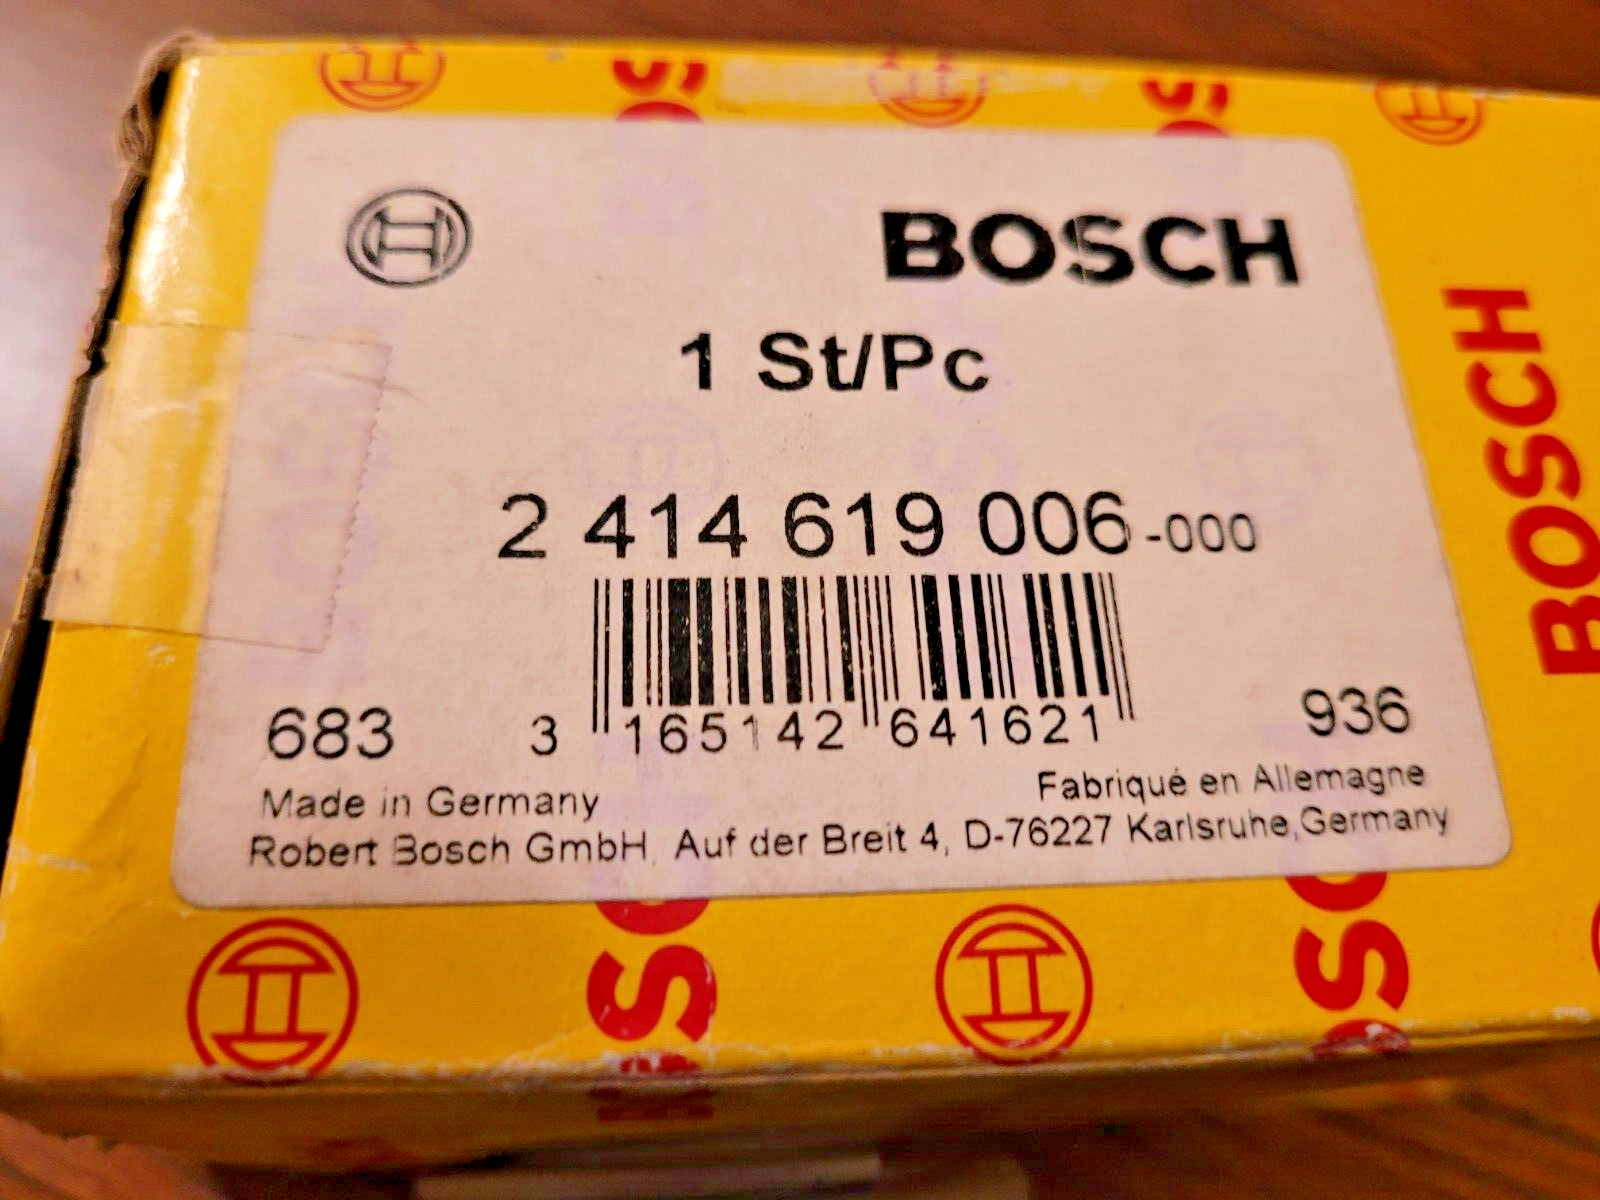 BOSCH
1 St/Pc
2 414 619 006-000
683 3 165142 641621 936
Made in Germany Fabriqué en Allemagne
Robert Bosch GmbH, Auf der Breit 4, D-76227 Karlsruhe,Germany
BOSCH